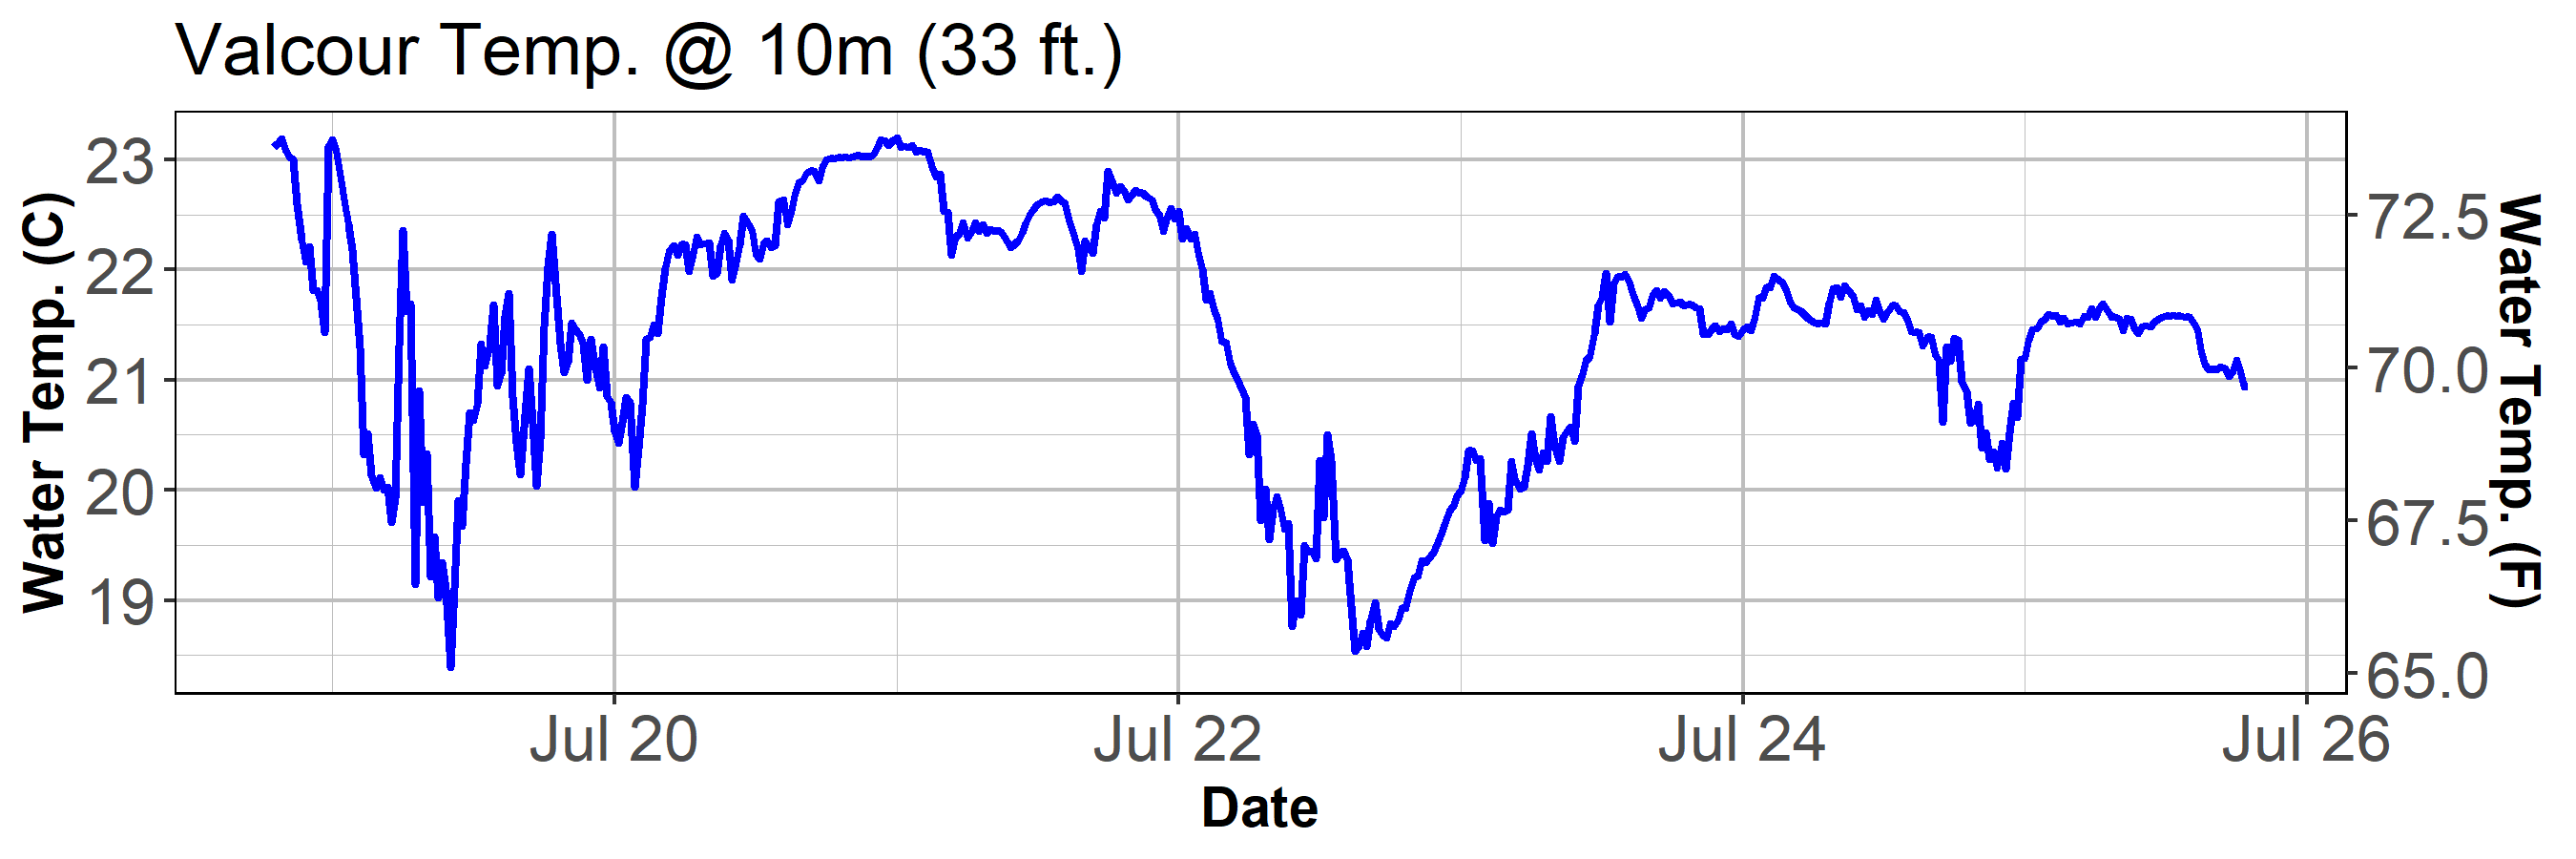 Valcour Temp. @ 10m (33 ft.)
Water Temp. (C)
23
22
21
20
19
72.5
70.0
67.5
65.0
Water Temp. (F)
Jul 20
Jul 22
Jul 24
Jul 26
Date